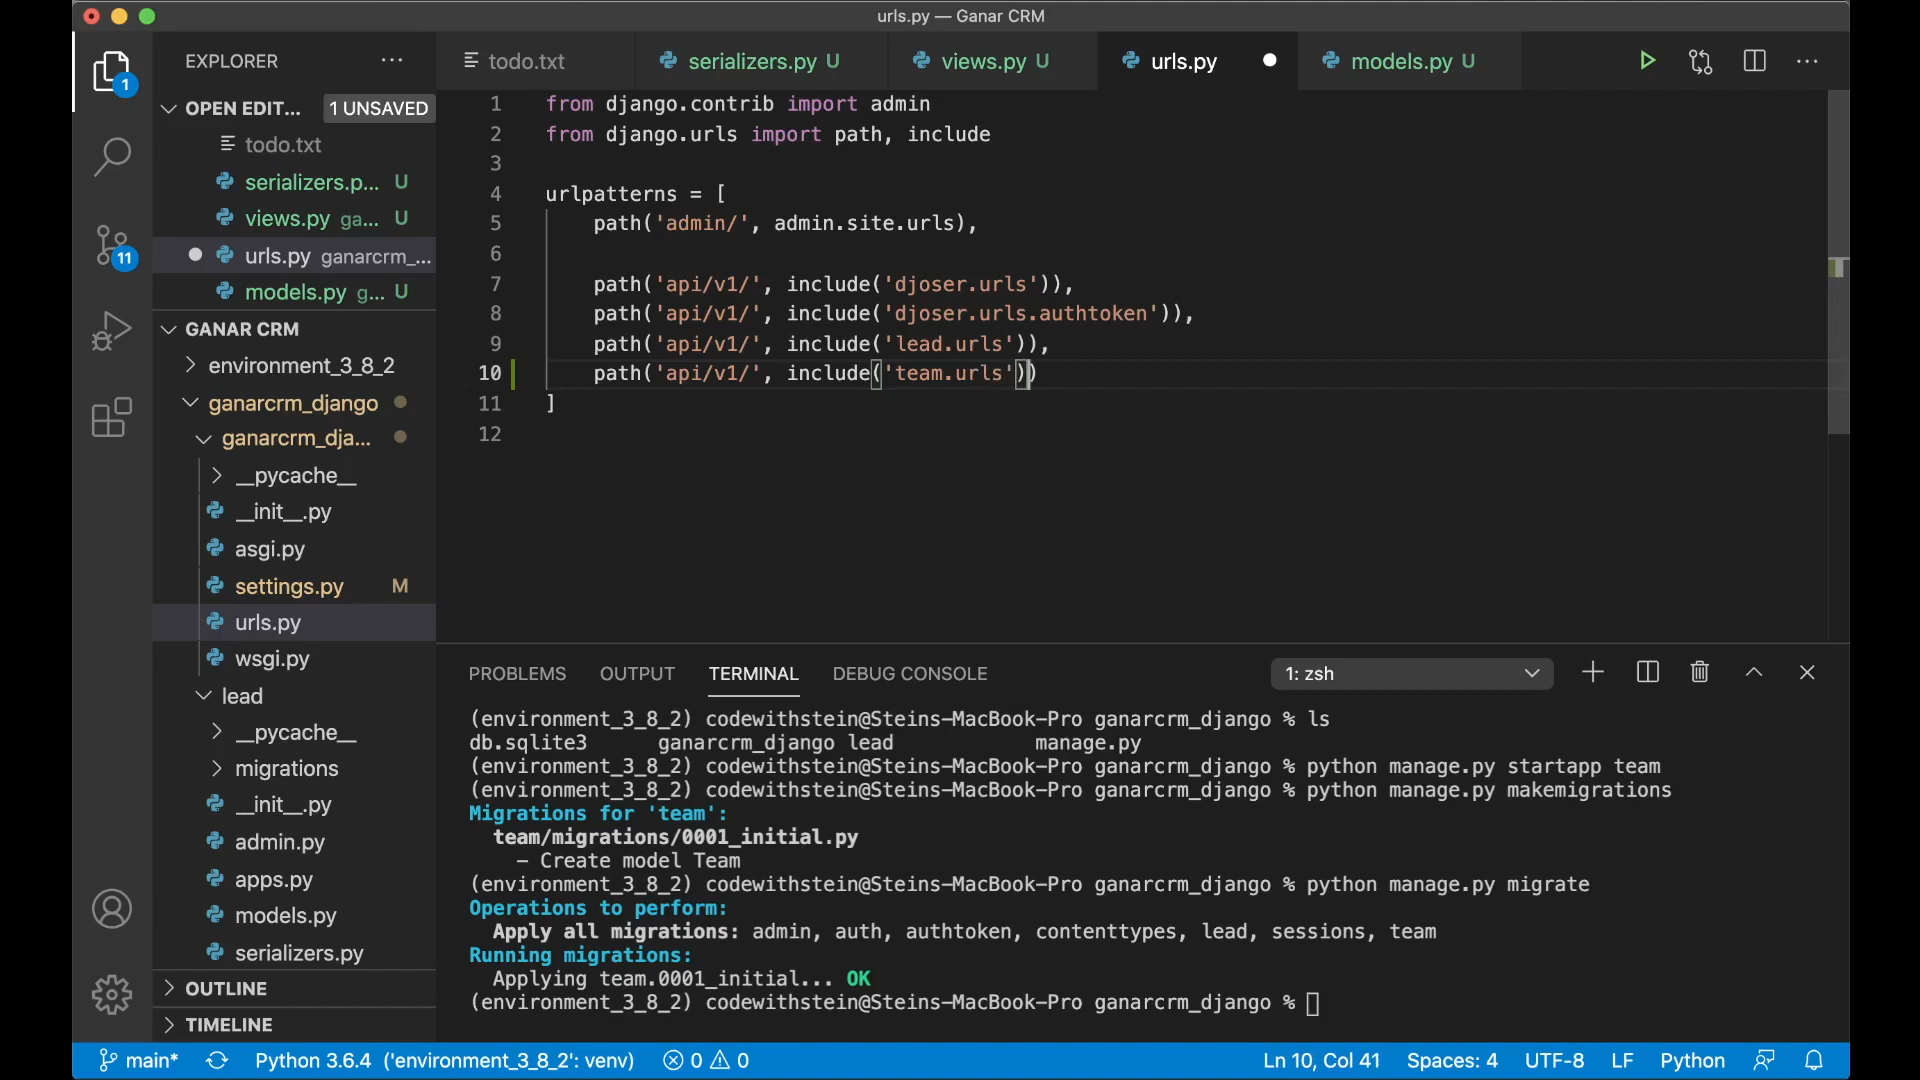 urls.py — Ganar CRM
EXPLORER
OPEN EDIT... 1 UNSAVED
todo.txt
serializers.p... U
views.py ga... U
urls.py ganarcrm_...
models.py g... U
GANAR CRM
environment_3_8_2
ganarcrm_django
ganarcrm_dja...
__pycache__
__init__.py
asgi.py
settings.py M
urls.py
wsgi.py
lead
__pycache__
migrations
__init__.py
admin.py
apps.py
models.py
serializers.py
OUTLINE
TIMELINE
1
11
todo.txt serializers.py U views.py U urls.py models.py U
1 from django.contrib import admin
2 from django.urls import path, include
3
4 urlpatterns = [
5 path('admin/', admin.site.urls),
6
7 path('api/v1/', include('djoser.urls')),
8 path('api/v1/', include('djoser.urls.authtoken')),
9 path('api/v1/', include('lead.urls')),
10 path('api/v1/', include('team.urls'))
11 ]
12
PROBLEMS OUTPUT TERMINAL DEBUG CONSOLE 1: zsh
(environment_3_8_2) codewithstein@Steins-MacBook-Pro ganarcrm_django % ls
db.sqlite3 ganarcrm_django lead manage.py
(environment_3_8_2) codewithstein@Steins-MacBook-Pro ganarcrm_django % python manage.py startapp team
(environment_3_8_2) codewithstein@Steins-MacBook-Pro ganarcrm_django % python manage.py makemigrations
Migrations for 'team':
team/migrations/0001_initial.py
- Create model Team
(environment_3_8_2) codewithstein@Steins-MacBook-Pro ganarcrm_django % python manage.py migrate
Operations to perform:
Apply all migrations: admin, auth, authtoken, contenttypes, lead, sessions, team
Running migrations:
Applying team.0001_initial... OK
(environment_3_8_2) codewithstein@Steins-MacBook-Pro ganarcrm_django %
main* Python 3.6.4 ('environment_3_8_2': venv) 0 0 Ln 10, Col 41 Spaces: 4 UTF-8 LF Python